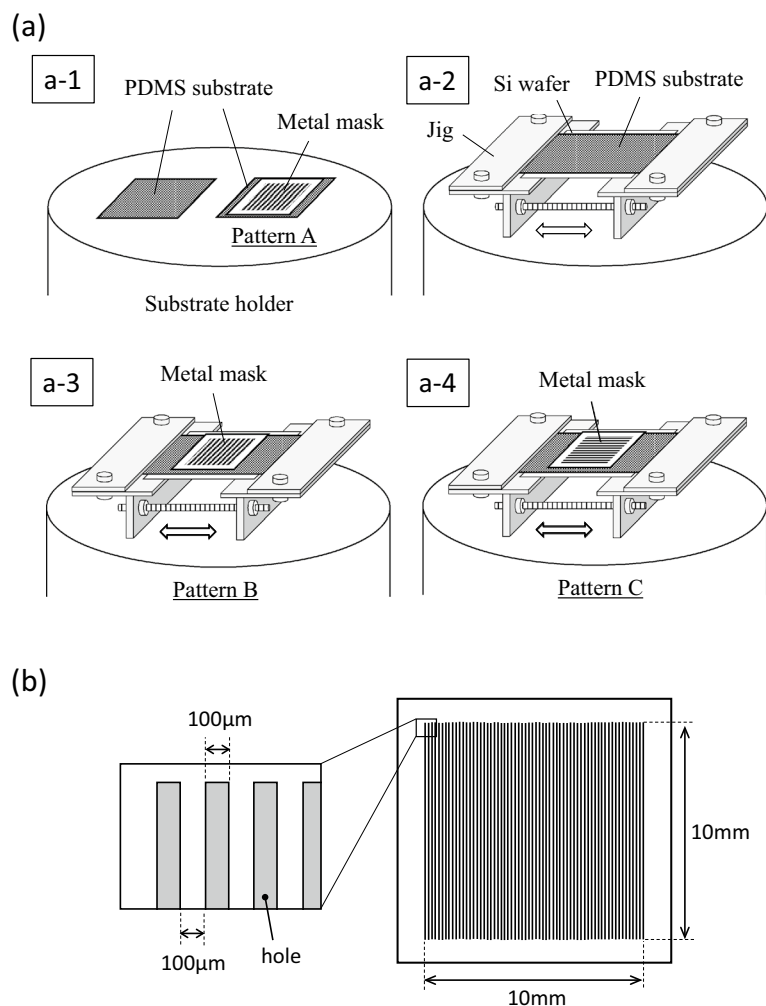 (a)
a-1
PDMS substrate
Metal mask
Pattern A
Substrate holder
a-2
Si wafer
PDMS substrate
Jig
a-3
Metal mask
Pattern B
a-4
Metal mask
Pattern C
(b)
100μm
100μm
hole
10mm
10mm